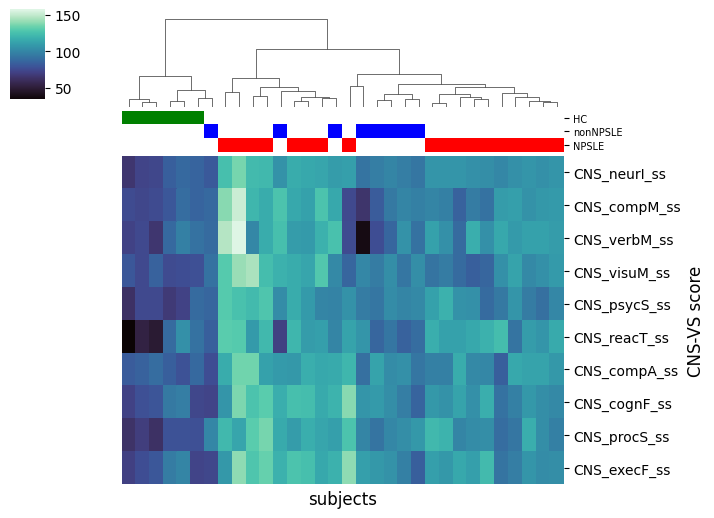 150
100
50
HC
nonNPSLE
NPSLE
CNS_neurI_ss
CNS_compM_ss
CNS_verbM_ss
CNS_visuM_ss
CNS_psycS_ss
CNS_reacT_ss
CNS_compA_ss
CNS_cognF_ss
CNS_procS_ss
CNS_execF_ss
CNS-VS score
subjects